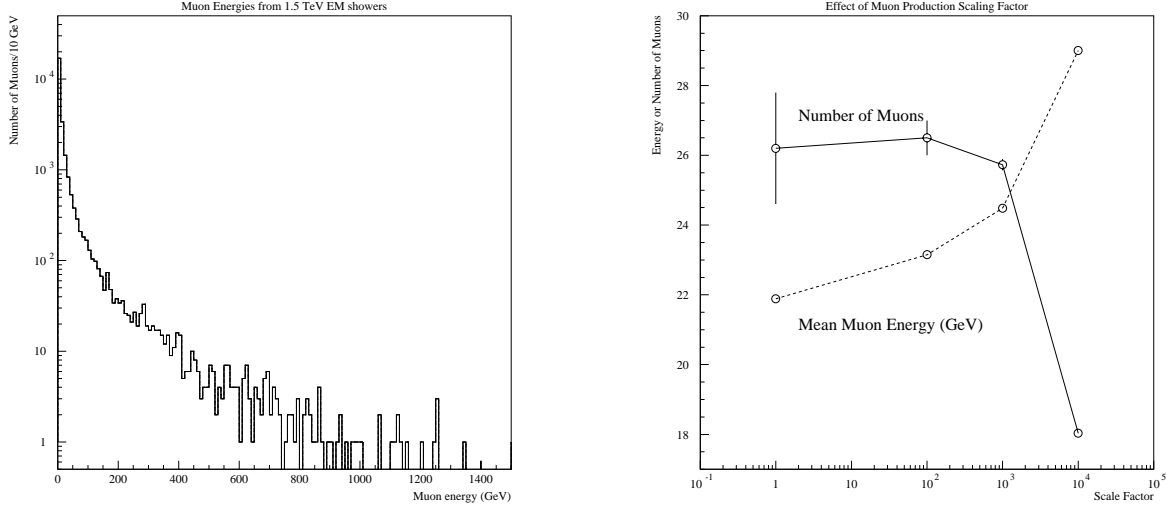 Muon Energies from 1.5 TeV EM showers
Number of Muons/10 GeV
10 4
10 3
10 2
10
1
0 200 400 600 800 1000 1200 1400
Muon energy (GeV)
Effect of Muon Production Scaling Factor
Energy or Number of Muons
30
28
26
24
22
20
18
Number of Muons
Mean Muon Energy (GeV)
10 -1 1 10 10 2 10 3 10 4 10 5
Scale Factor